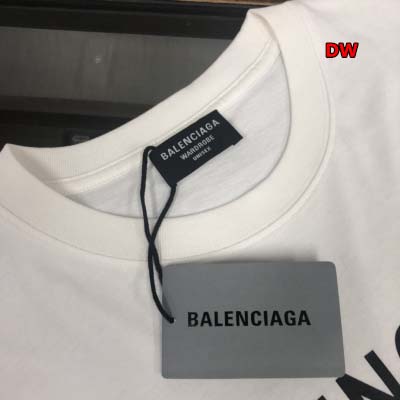 DW
BALENCIAGA
WARDROBE
UNISEX
BALENCIAGA